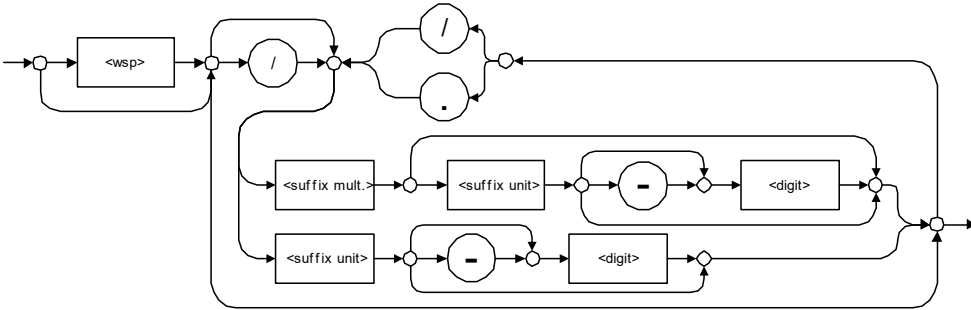 /
<wsp>
/
.
<suffix mult.>
<suffix unit>
-
<digit>
<suffix unit>
-
<digit>